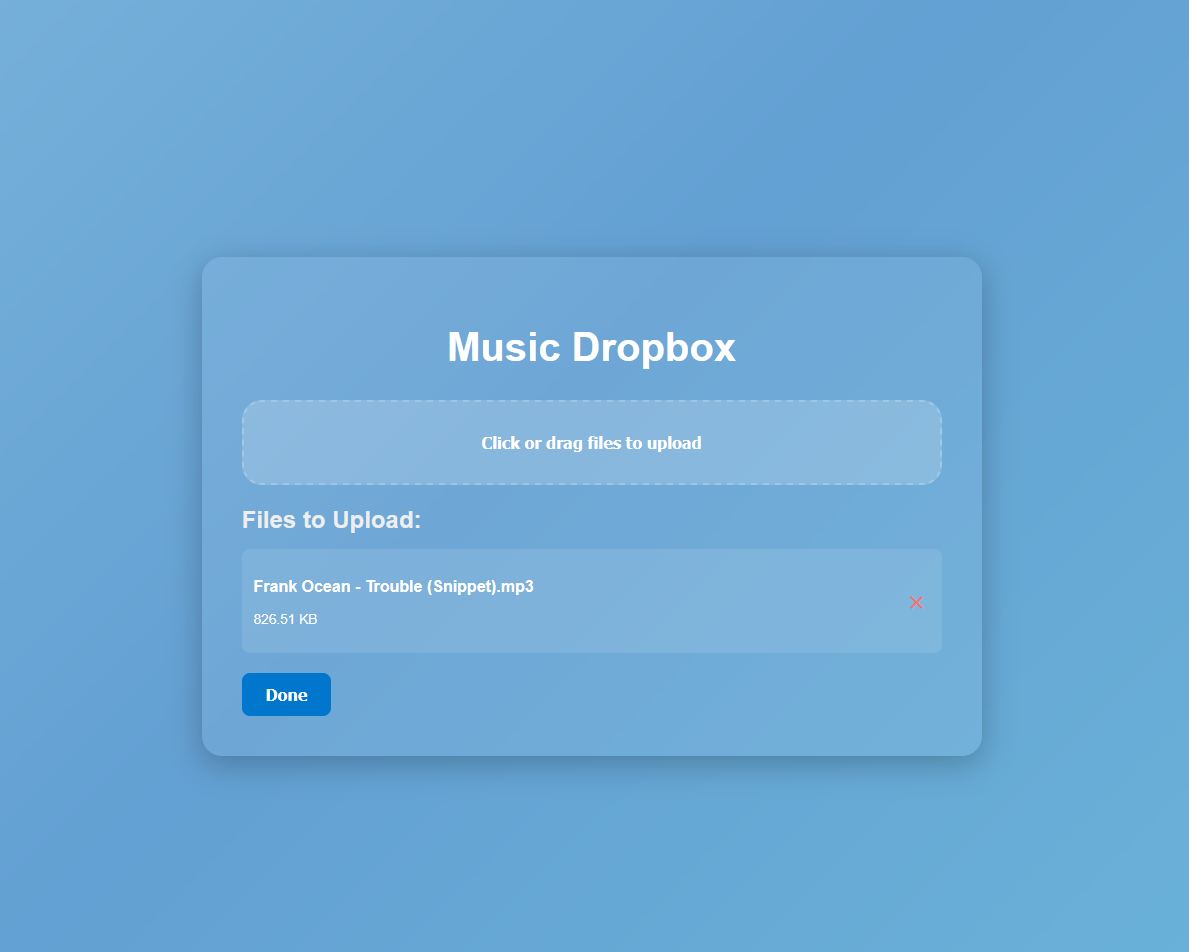 Music Dropbox
Click or drag files to upload
Files to Upload:
Frank Ocean - Trouble (Snippet).mp3
826.51 KB
Done